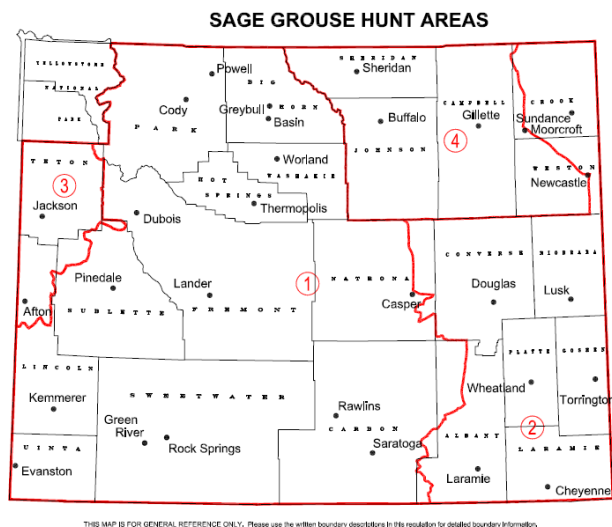 SAGE GROUSE HUNT AREAS
YELLOWSTONE
NATIONAL
PARK
Powell
BIG
SHERIDAN
Sheridan
Cody
PARK
Greybull
HORN
Basin
Buffalo
JOHNSON
CAMPBELL
Gillette
CROOK
Sundance
Moorcroft
4
TETON
3
Jackson
Worland
WASHAKIE
HOT
SPRINGS
Thermopolis
WESTON
Newcastle
Dubois
Pinedale
SUBLETTE
Lander
FREMONT
1
NATRONA
Casper
CONVERSE
Douglas
NIOBRARA
Lusk
Afton
LINCOLN
Kemmerer
SWEETWATER
Green
River
Rock Springs
UINTA
Evanston
Rawlins
CARBON
Saratoga
PLATTE
GOSHEN
Wheatland
Torrington
2
ALBANY
Laramie
LARAMIE
Cheyenne
THIS MAP IS FOR GENERAL REFERENCE ONLY. Please use the written boundary descriptions in this regulation for detailed boundary information.